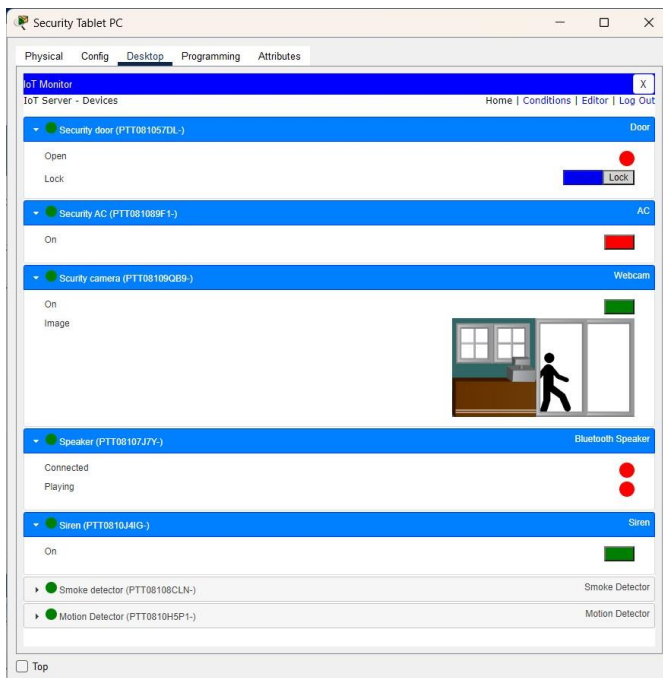 Security Tablet PC
Physical Config Desktop Programming Attributes
IoT Monitor X
IoT Server - Devices Home | Conditions | Editor | Log Out
Security door (PTT081057DL-) Door
Open
Lock Lock
Security AC (PTT081089F1-) AC
On
Scurity camera (PTT08109QB9-) Webcam
On
Image
Speaker (PTT08107J7Y-) Bluetooth Speaker
Connected
Playing
Siren (PTT0810J4IG-) Siren
On
Smoke detector (PTT08108CLN-) Smoke Detector
Motion Detector (PTT0810H5P1-) Motion Detector
Top